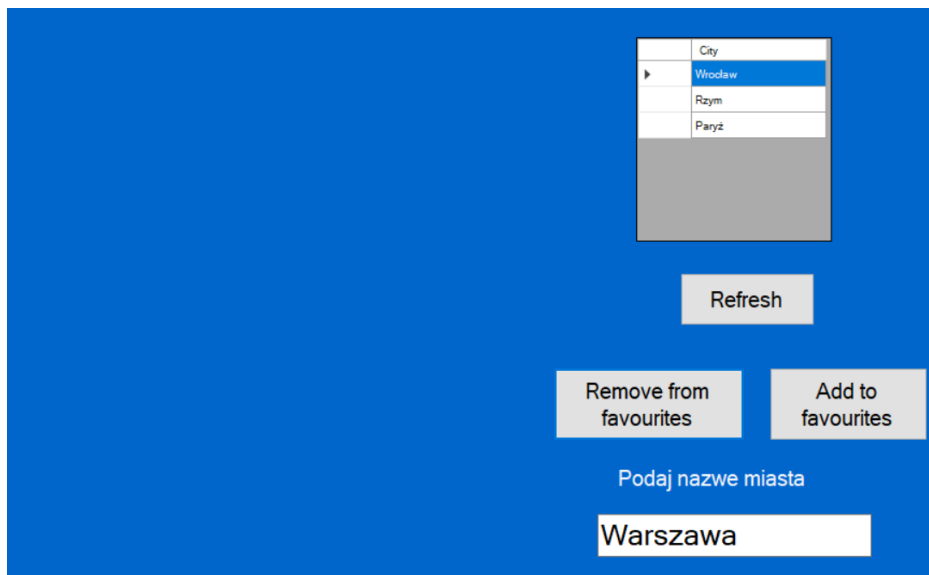 City
Wrocław
Rzym
Paryż
Refresh
Remove from
favourites
Add to
favourites
Podaj nazwe miasta
Warszawa